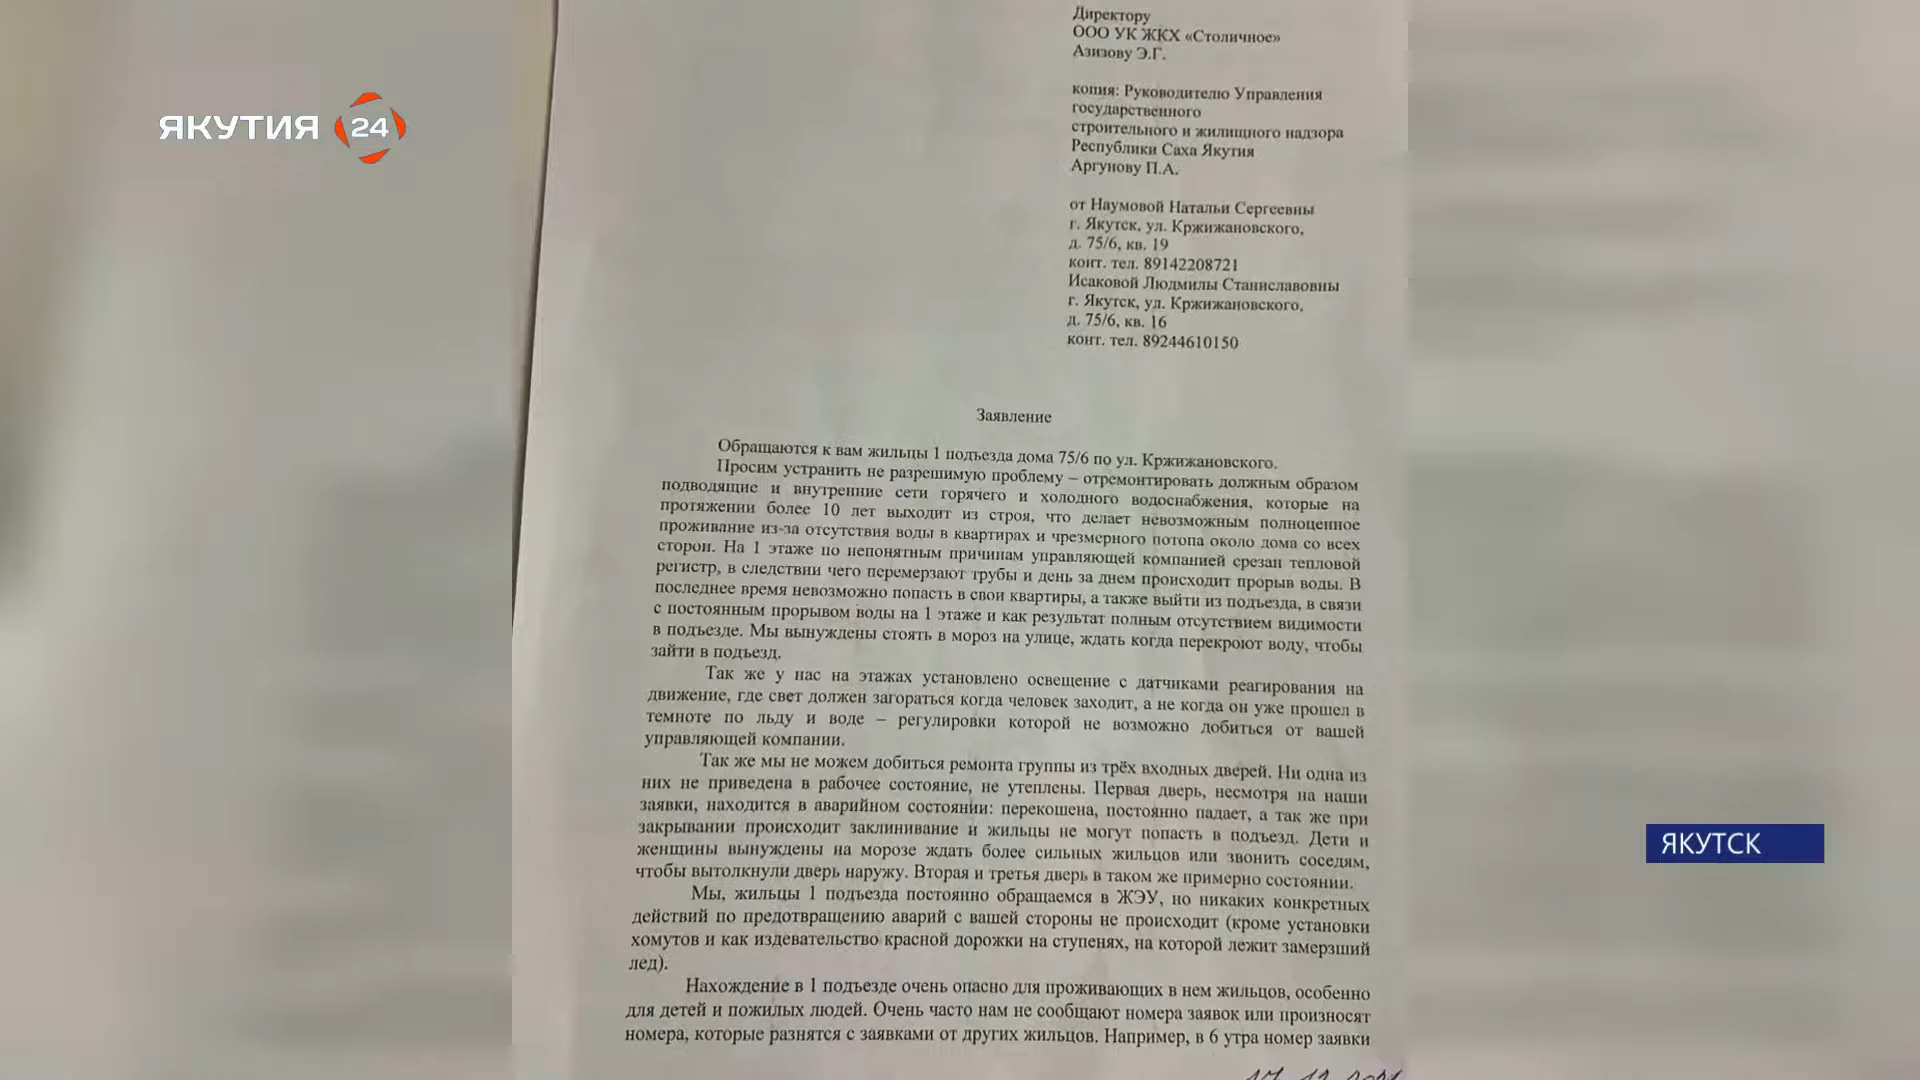 Директору
ООО УК ЖКХ «Столичное»
Азизову Э.Г.
копия: Руководителю Управления
государственного
строительного и жилищного надзора
Республики Саха Якутия
Аргунову П.А.
от Наумовой Натальи Сергеевны
г. Якутск, ул. Кржижановского,
д. 75/6, кв. 19
конт. тел. 89142208721
Исаковой Людмилы Станиславовны
г. Якутск, ул. Кржижановского,
д. 75/6, кв. 16
конт. тел. 89244610150
ЯКУТИЯ 24
Заявление
Обращаются к вам жильцы 1 подъезда дома 75/6 по ул. Кржижановского.
Просим устранить не разрешимую проблему – отремонтировать должным образом
подводящие и внутренние сети горячего и холодного водоснабжения, которые на
протяжении более 10 лет выходит из строя, что делает невозможным полноценное
проживание из-за отсутствия воды в квартирах и чрезмерного потопа около дома со всех
сторон. На 1 этаже по непонятным причинам управляющей компанией срезан тепловой
регистр, в следствии чего перемерзают трубы и день за днем происходит прорыв воды. В
последнее время невозможно попасть в свои квартиры, а также выйти из подъезда, в связи
с постоянным прорывом воды на 1 этаже и как результат полным отсутствием видимости
в подъезде. Мы вынуждены стоять в мороз на улице, ждать когда перекроют воду, чтобы
зайти в подъезд.
Так же у нас на этажах установлено освещение с датчиками реагирования на
движение, где свет должен загораться когда человек заходит, а не когда он уже прошел в
темноте по льду и воде – регулировки которой не возможно добиться от вашей
управляющей компании.
Так же мы не можем добиться ремонта группы из трёх входных дверей. Ни одна из
них не приведена в рабочее состояние, не утеплены. Первая дверь, несмотря на наши
заявки, находится в аварийном состоянии: перекошена, постоянно падает, а так же при
закрывании происходит заклинивание и жильцы не могут попасть в подъезд. Дети и
женщины вынуждены на морозе ждать более сильных жильцов или звонить соседям,
чтобы вытолкнули дверь наружу. Вторая и третья дверь в таком же примерно состоянии.
Мы, жильцы 1 подъезда постоянно обращаемся в ЖЭУ, но никаких конкретных
действий по предотвращению аварий с вашей стороны не происходит (кроме установки
хомутов и как издевательство красной дорожки на ступенях, на которой лежит замерзший
лед).
Нахождение в 1 подъезде очень опасно для проживающих в нем жильцов, особенно
для детей и пожилых людей. Очень часто нам не сообщают номера заявок или произносят
номера, которые разнятся с заявками от других жильцов. Например, в 6 утра номер заявки
ЯКУТСК